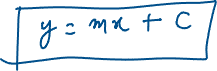 y = mx + C